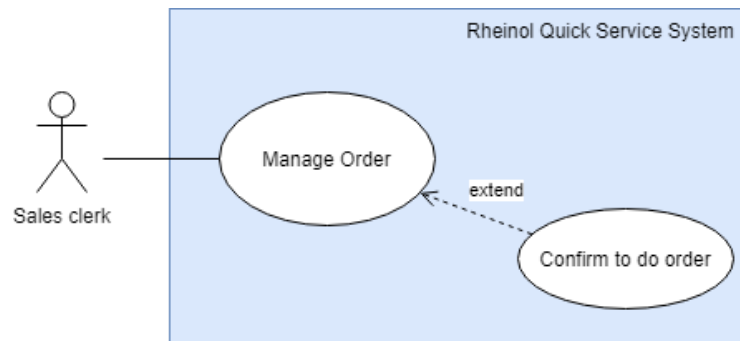 Rheinol Quick Service System
Manage Order
extend
Sales clerk
Confirm to do order